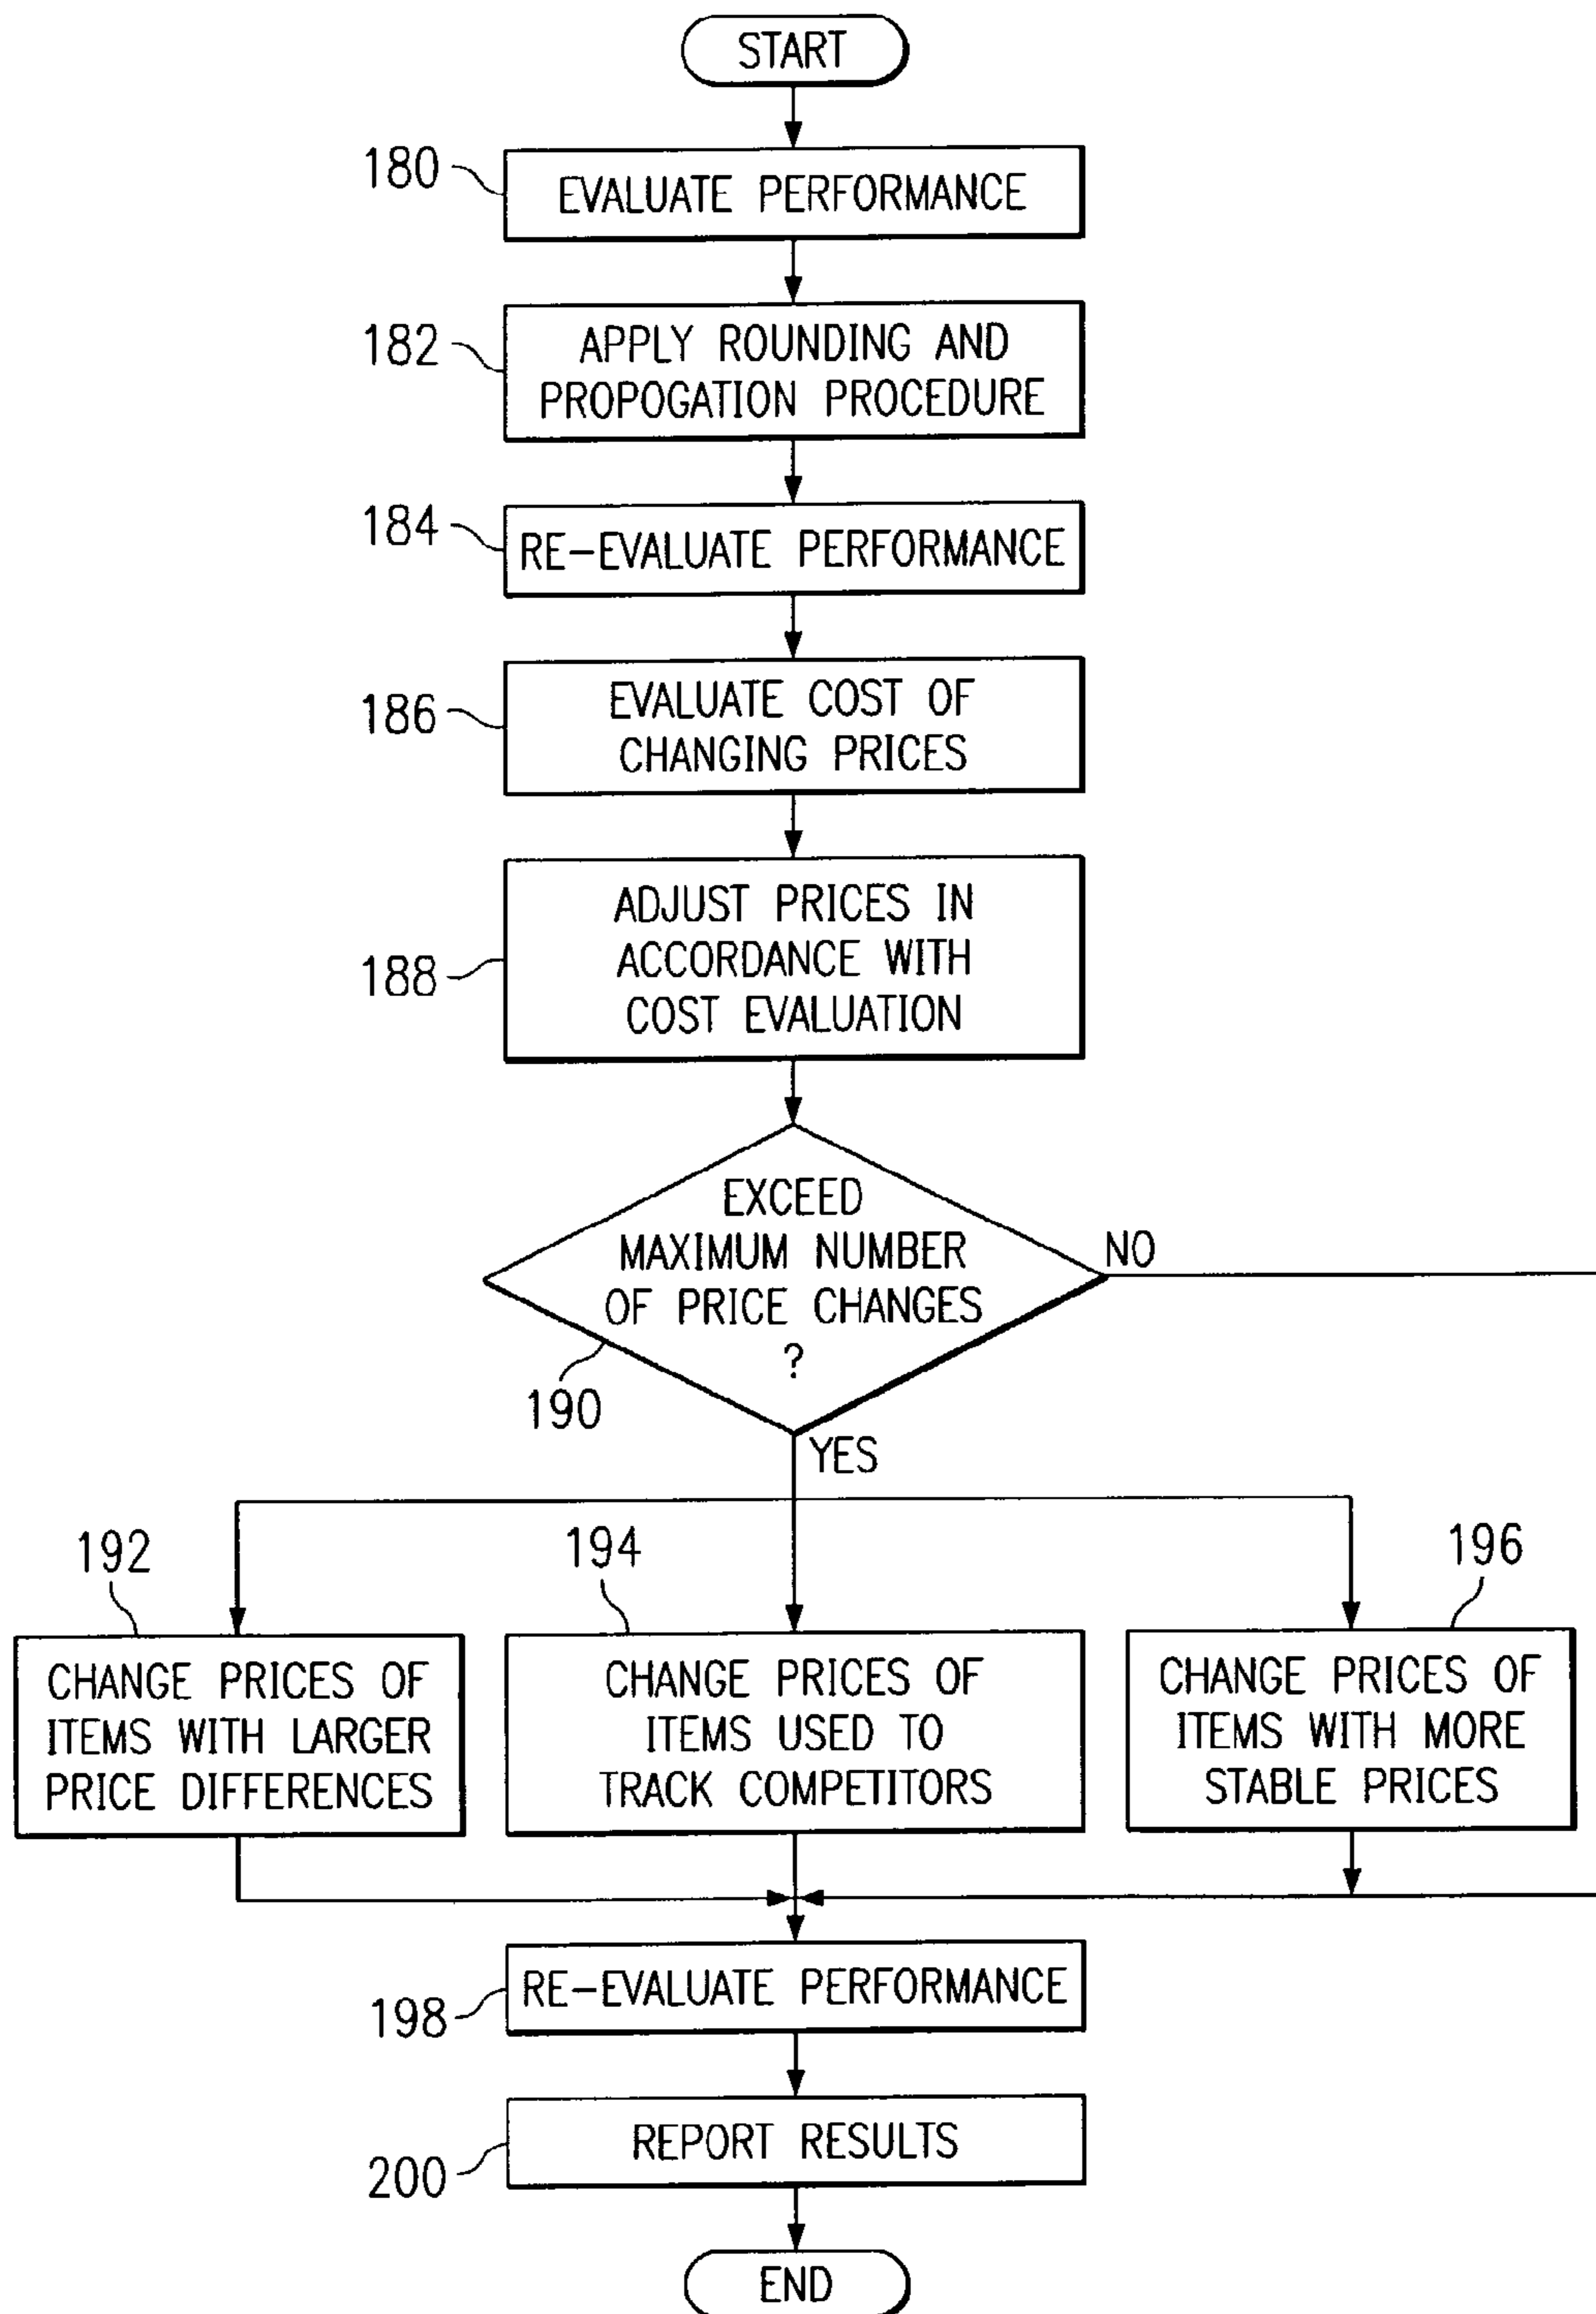 START
180
EVALUATE PERFORMANCE
182
APPLY ROUNDING AND
PROPOGATION PROCEDURE
184
RE-EVALUATE PERFORMANCE
186
EVALUATE COST OF
CHANGING PRICES
188
ADJUST PRICES IN
ACCORDANCE WITH
COST EVALUATION
EXCEED
MAXIMUM NUMBER
OF PRICE CHANGES
?
NO
190
YES
192
CHANGE PRICES OF
ITEMS WITH LARGER
PRICE DIFFERENCES
194
CHANGE PRICES OF
ITEMS USED TO
TRACK COMPETITORS
196
CHANGE PRICES OF
ITEMS WITH MORE
STABLE PRICES
198
RE-EVALUATE PERFORMANCE
200
REPORT RESULTS
END